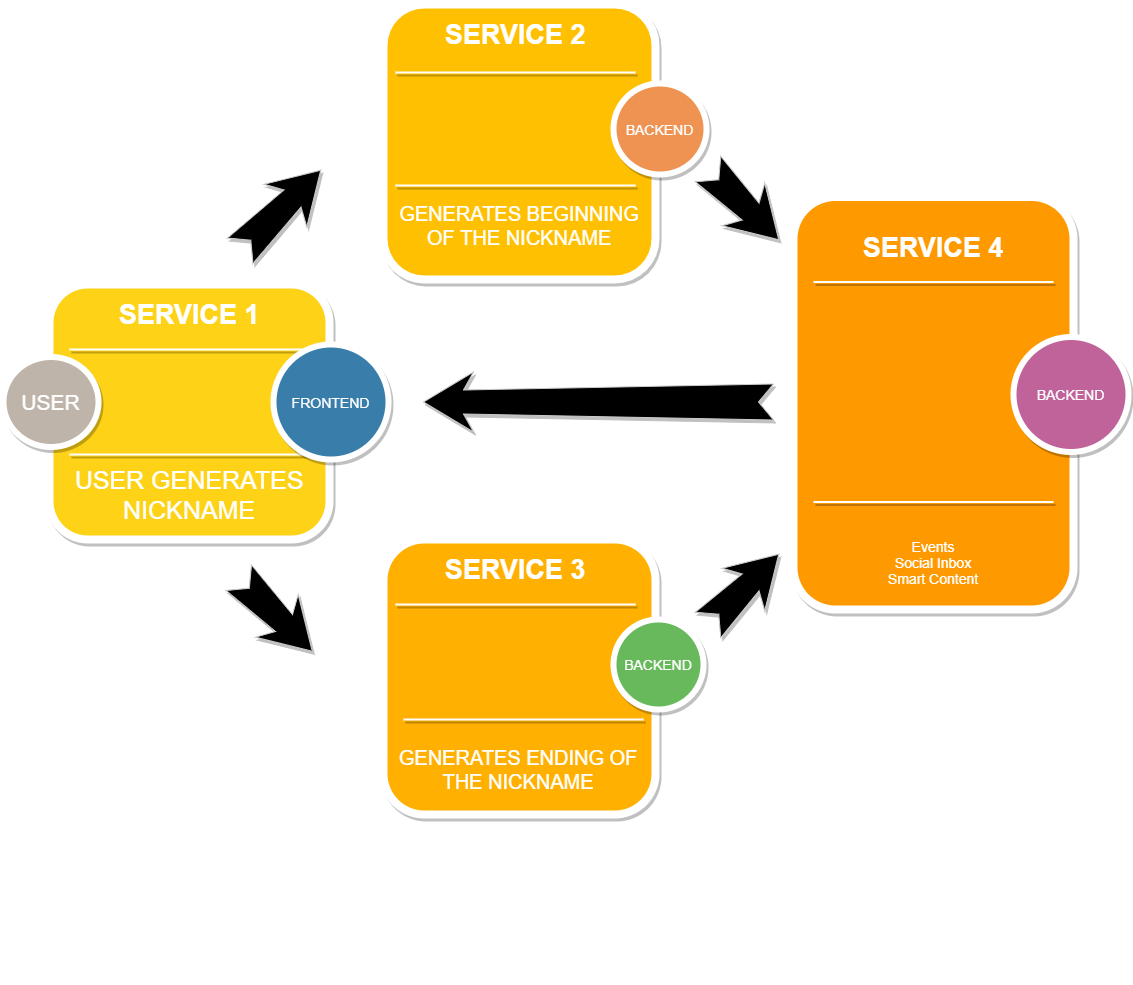 SERVICE 2
BACKEND
GENERATES BEGINNING
OF THE NICKNAME
SERVICE 1
USER
FRONTEND
USER GENERATES
NICKNAME
SERVICE 4
BACKEND
Events
Social Inbox
Smart Content
SERVICE 3
BACKEND
GENERATES ENDING OF
THE NICKNAME